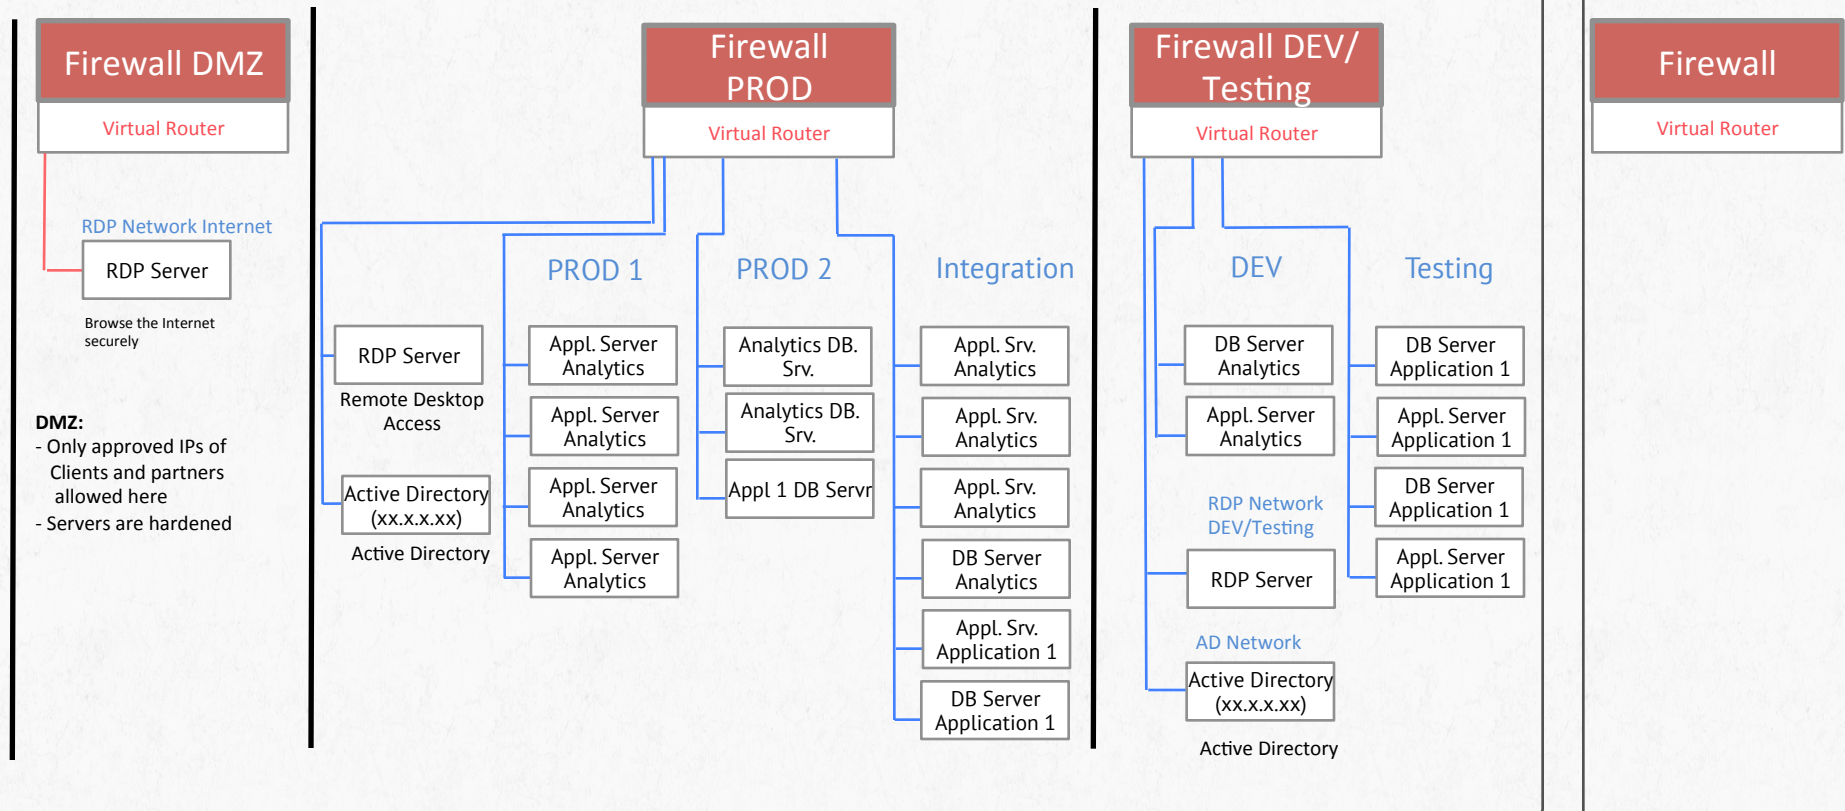 Firewall DMZ
Virtual Router
RDP Network Internet
RDP Server
Browse the Internet
securely
DMZ:
- Only approved IPs of
Clients and partners
allowed here
- Servers are hardened
Firewall
PROD
Virtual Router
RDP Server
Remote Desktop
Access
Active Directory
(xx.x.x.xx)
Active Directory
PROD 1
Appl. Server
Analytics
Appl. Server
Analytics
Appl. Server
Analytics
Appl. Server
Analytics
PROD 2
Analytics DB.
Srv.
Analytics DB.
Srv.
Appl 1 DB Servr
Integration
Appl. Srv.
Analytics
Appl. Srv.
Analytics
Appl. Srv.
Analytics
DB Server
Analytics
Appl. Srv.
Application 1
DB Server
Application 1
Firewall DEV/
Testing
Virtual Router
DEV
DB Server
Analytics
Appl. Server
Analytics
RDP Network
DEV/Testing
RDP Server
AD Network
Active Directory
(xx.x.x.xx)
Active Directory
Testing
DB Server
Application 1
Appl. Server
Application 1
DB Server
Application 1
Appl. Server
Application 1
Firewall
Virtual Router